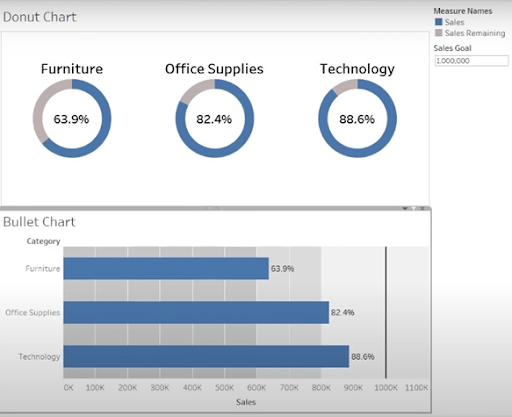 Donut Chart
Measure Names
Sales
Sales Remaining
Sales Goal
1,000,000
Furniture Office Supplies Technology
63.9% 82.4% 88.6%
Bullet Chart
Category
Furniture 63.9%
Office Supplies 82.4%
Technology 88.6%
0K 100K 200K 300K 400K 500K 600K 700K 800K 900K 1000K 1100K
Sales